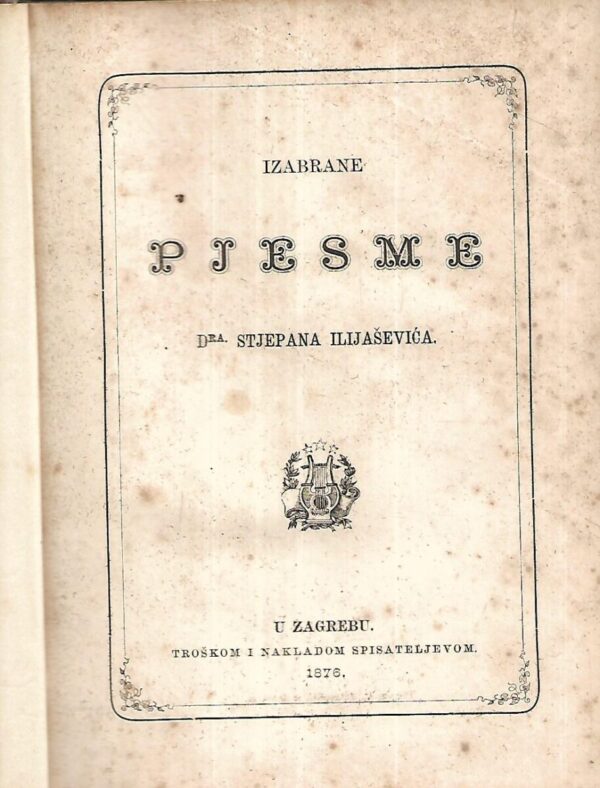 IZABRANE
PJESME
DRA. STJEPANA ILIJAŠEVIĆA.
U ZAGREBU.
TROŠKOM I NAKLADOM SPISATELJEVOM.
1876.